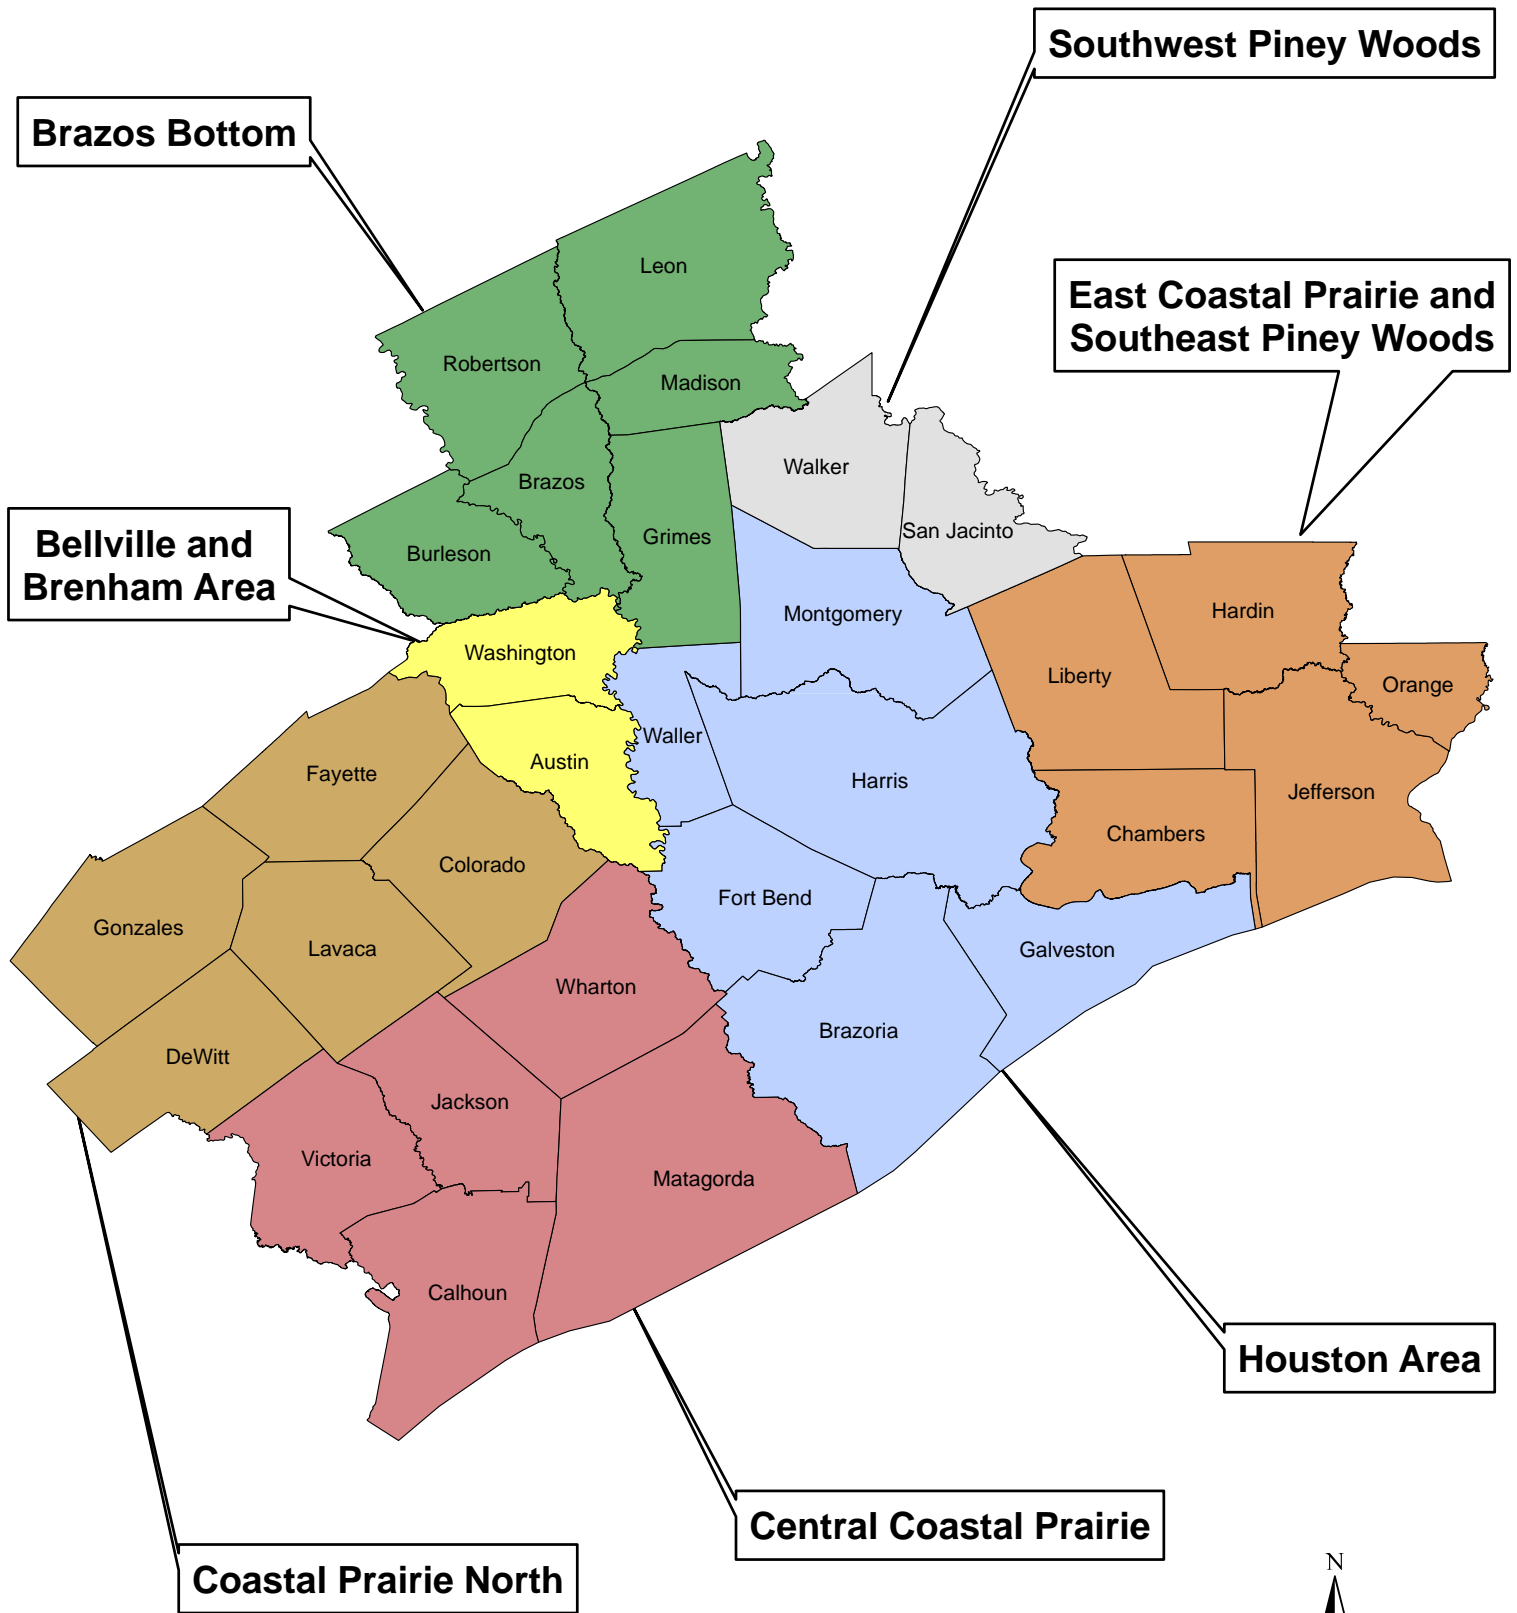 Southwest Piney Woods
Brazos Bottom
Leon
East Coastal Prairie and
Southeast Piney Woods
Robertson
Madison
Walker
Brazos
San Jacinto
Grimes
Bellville and
Brenham Area
Burleson
Hardin
Montgomery
Washington
Liberty
Orange
Waller
Austin
Fayette
Harris
Jefferson
Chambers
Colorado
Fort Bend
Gonzales
Lavaca
Galveston
Wharton
Brazoria
DeWitt
Jackson
Victoria
Matagorda
Calhoun
Houston Area
Central Coastal Prairie
Coastal Prairie North
N